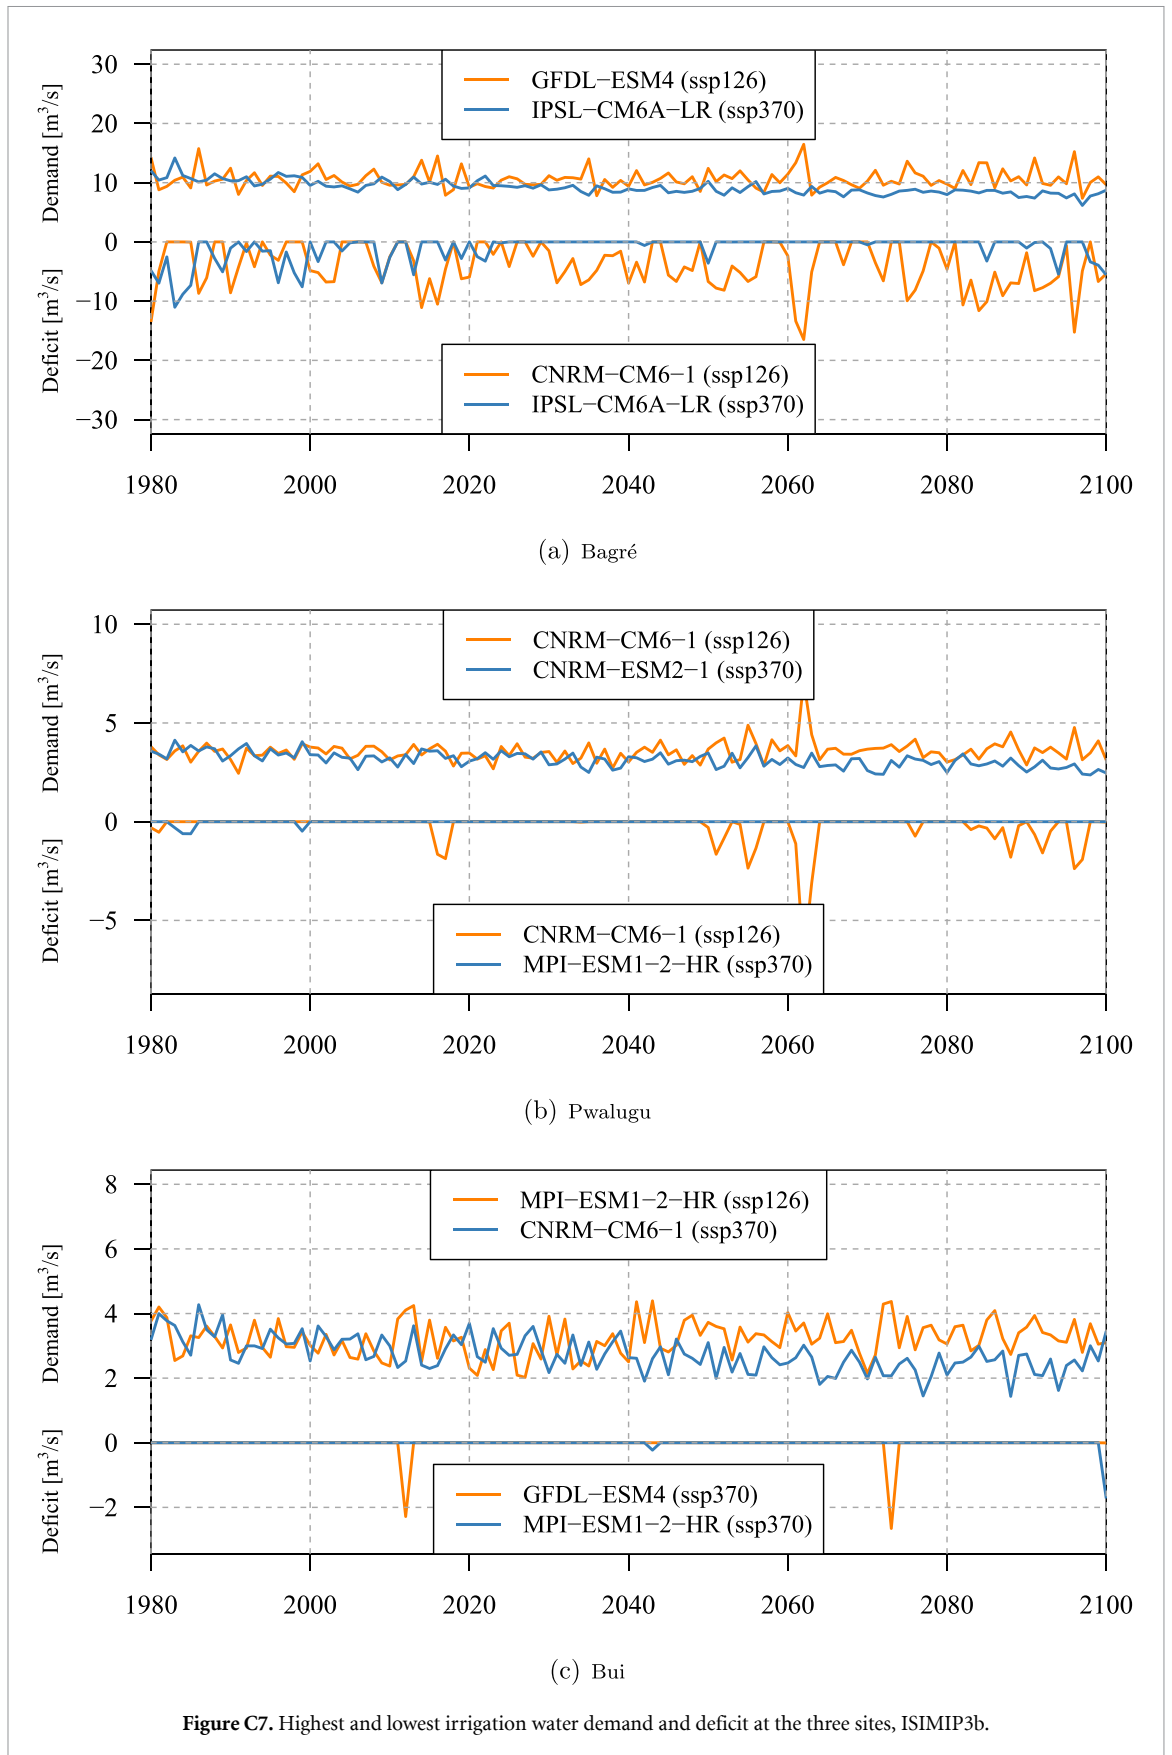 GFDL−ESM4 (ssp126)
IPSL−CM6A−LR (ssp370)
30
20
10
0
−10
−20
−30
Demand [m³/s]
Deficit [m³/s]
CNRM−CM6−1 (ssp126)
IPSL−CM6A−LR (ssp370)
1980 2000 2020 2040 2060 2080 2100
(a) Bagré
CNRM−CM6−1 (ssp126)
CNRM−ESM2−1 (ssp370)
10
5
0
−5
Demand [m³/s]
Deficit [m³/s]
CNRM−CM6−1 (ssp126)
MPI−ESM1−2−HR (ssp370)
1980 2000 2020 2040 2060 2080 2100
(b) Pwalugu
MPI−ESM1−2−HR (ssp126)
CNRM−CM6−1 (ssp370)
8
6
4
2
0
−2
Demand [m³/s]
Deficit [m³/s]
GFDL−ESM4 (ssp370)
MPI−ESM1−2−HR (ssp370)
1980 2000 2020 2040 2060 2080 2100
(c) Bui
Figure C7. Highest and lowest irrigation water demand and deficit at the three sites, ISIMIP3b.